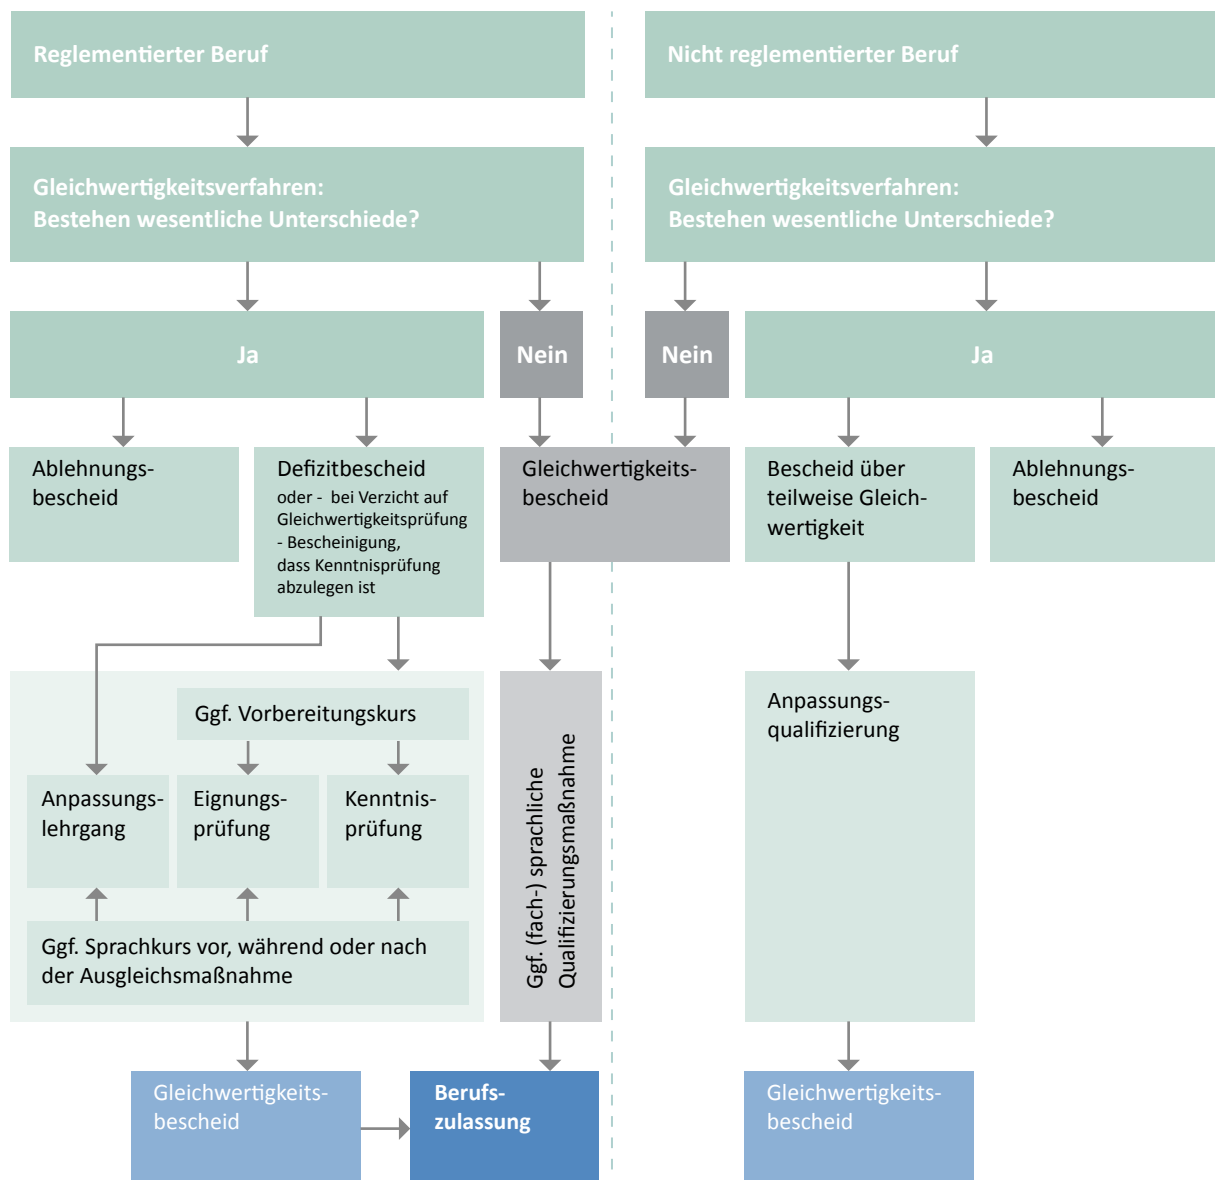 Reglementierter Beruf
Nicht reglementierter Beruf
Gleichwertigkeitsverfahren:
Bestehen wesentliche Unterschiede?
Gleichwertigkeitsverfahren:
Bestehen wesentliche Unterschiede?
Ja
Nein
Nein
Ja
Ablehnungs-
bescheid
Defizitbescheid
oder - bei Verzicht auf
Gleichwertigkeitsprüfung
- Bescheinigung,
dass Kenntnisprüfung
abzulegen ist
Gleichwertigkeits-
bescheid
Bescheid über
teilweise Gleich-
wertigkeit
Ablehnungs-
bescheid
Ggf. Vorbereitungskurs
Anpassungs-
lehrgang
Eignungs-
prüfung
Kenntnis-
prüfung
Ggf. Sprachkurs vor, während oder nach
der Ausgleichsmaßnahme
Ggf. (fach-) sprachliche
Qualifizierungsmaßnahme
Anpassungs-
qualifizierung
Gleichwertigkeits-
bescheid
Berufs-
zulassung
Gleichwertigkeits-
bescheid